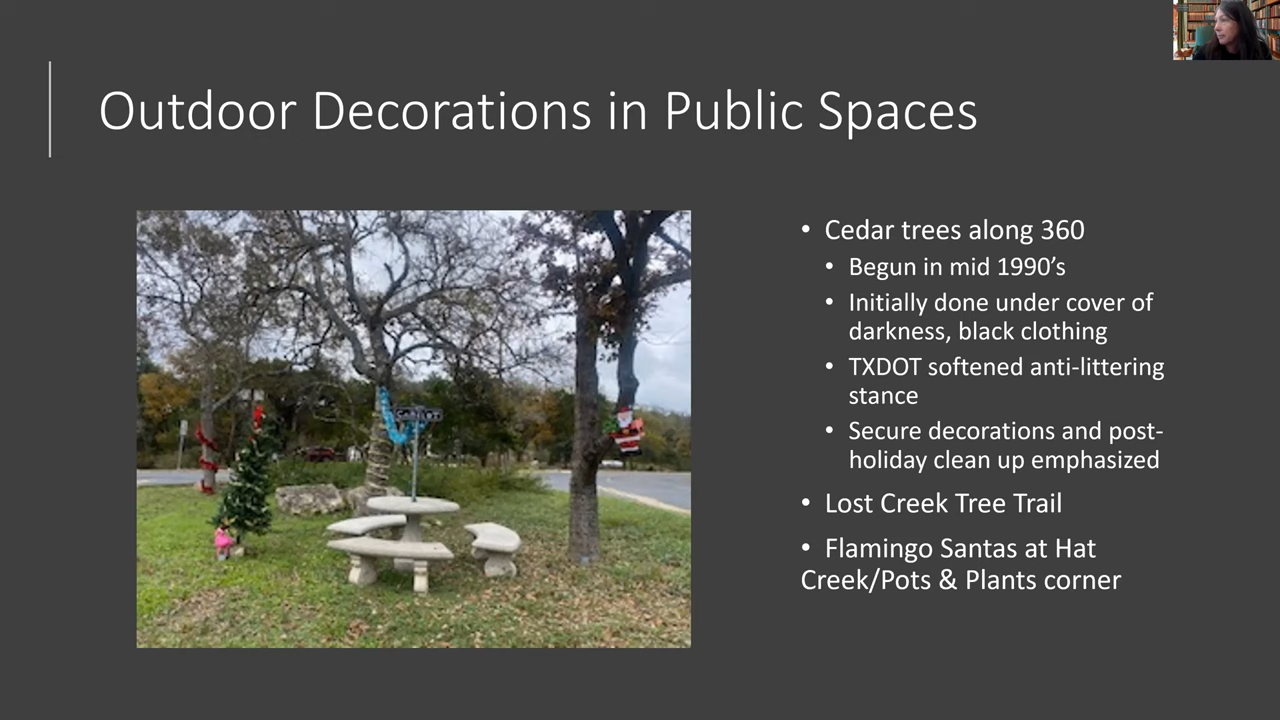 Outdoor Decorations in Public Spaces
• Cedar trees along 360
• Begun in mid 1990’s
• Initially done under cover of
darkness, black clothing
• TXDOT softened anti-littering
stance
• Secure decorations and post-
holiday clean up emphasized
• Lost Creek Tree Trail
• Flamingo Santas at Hat
Creek/Pots & Plants corner